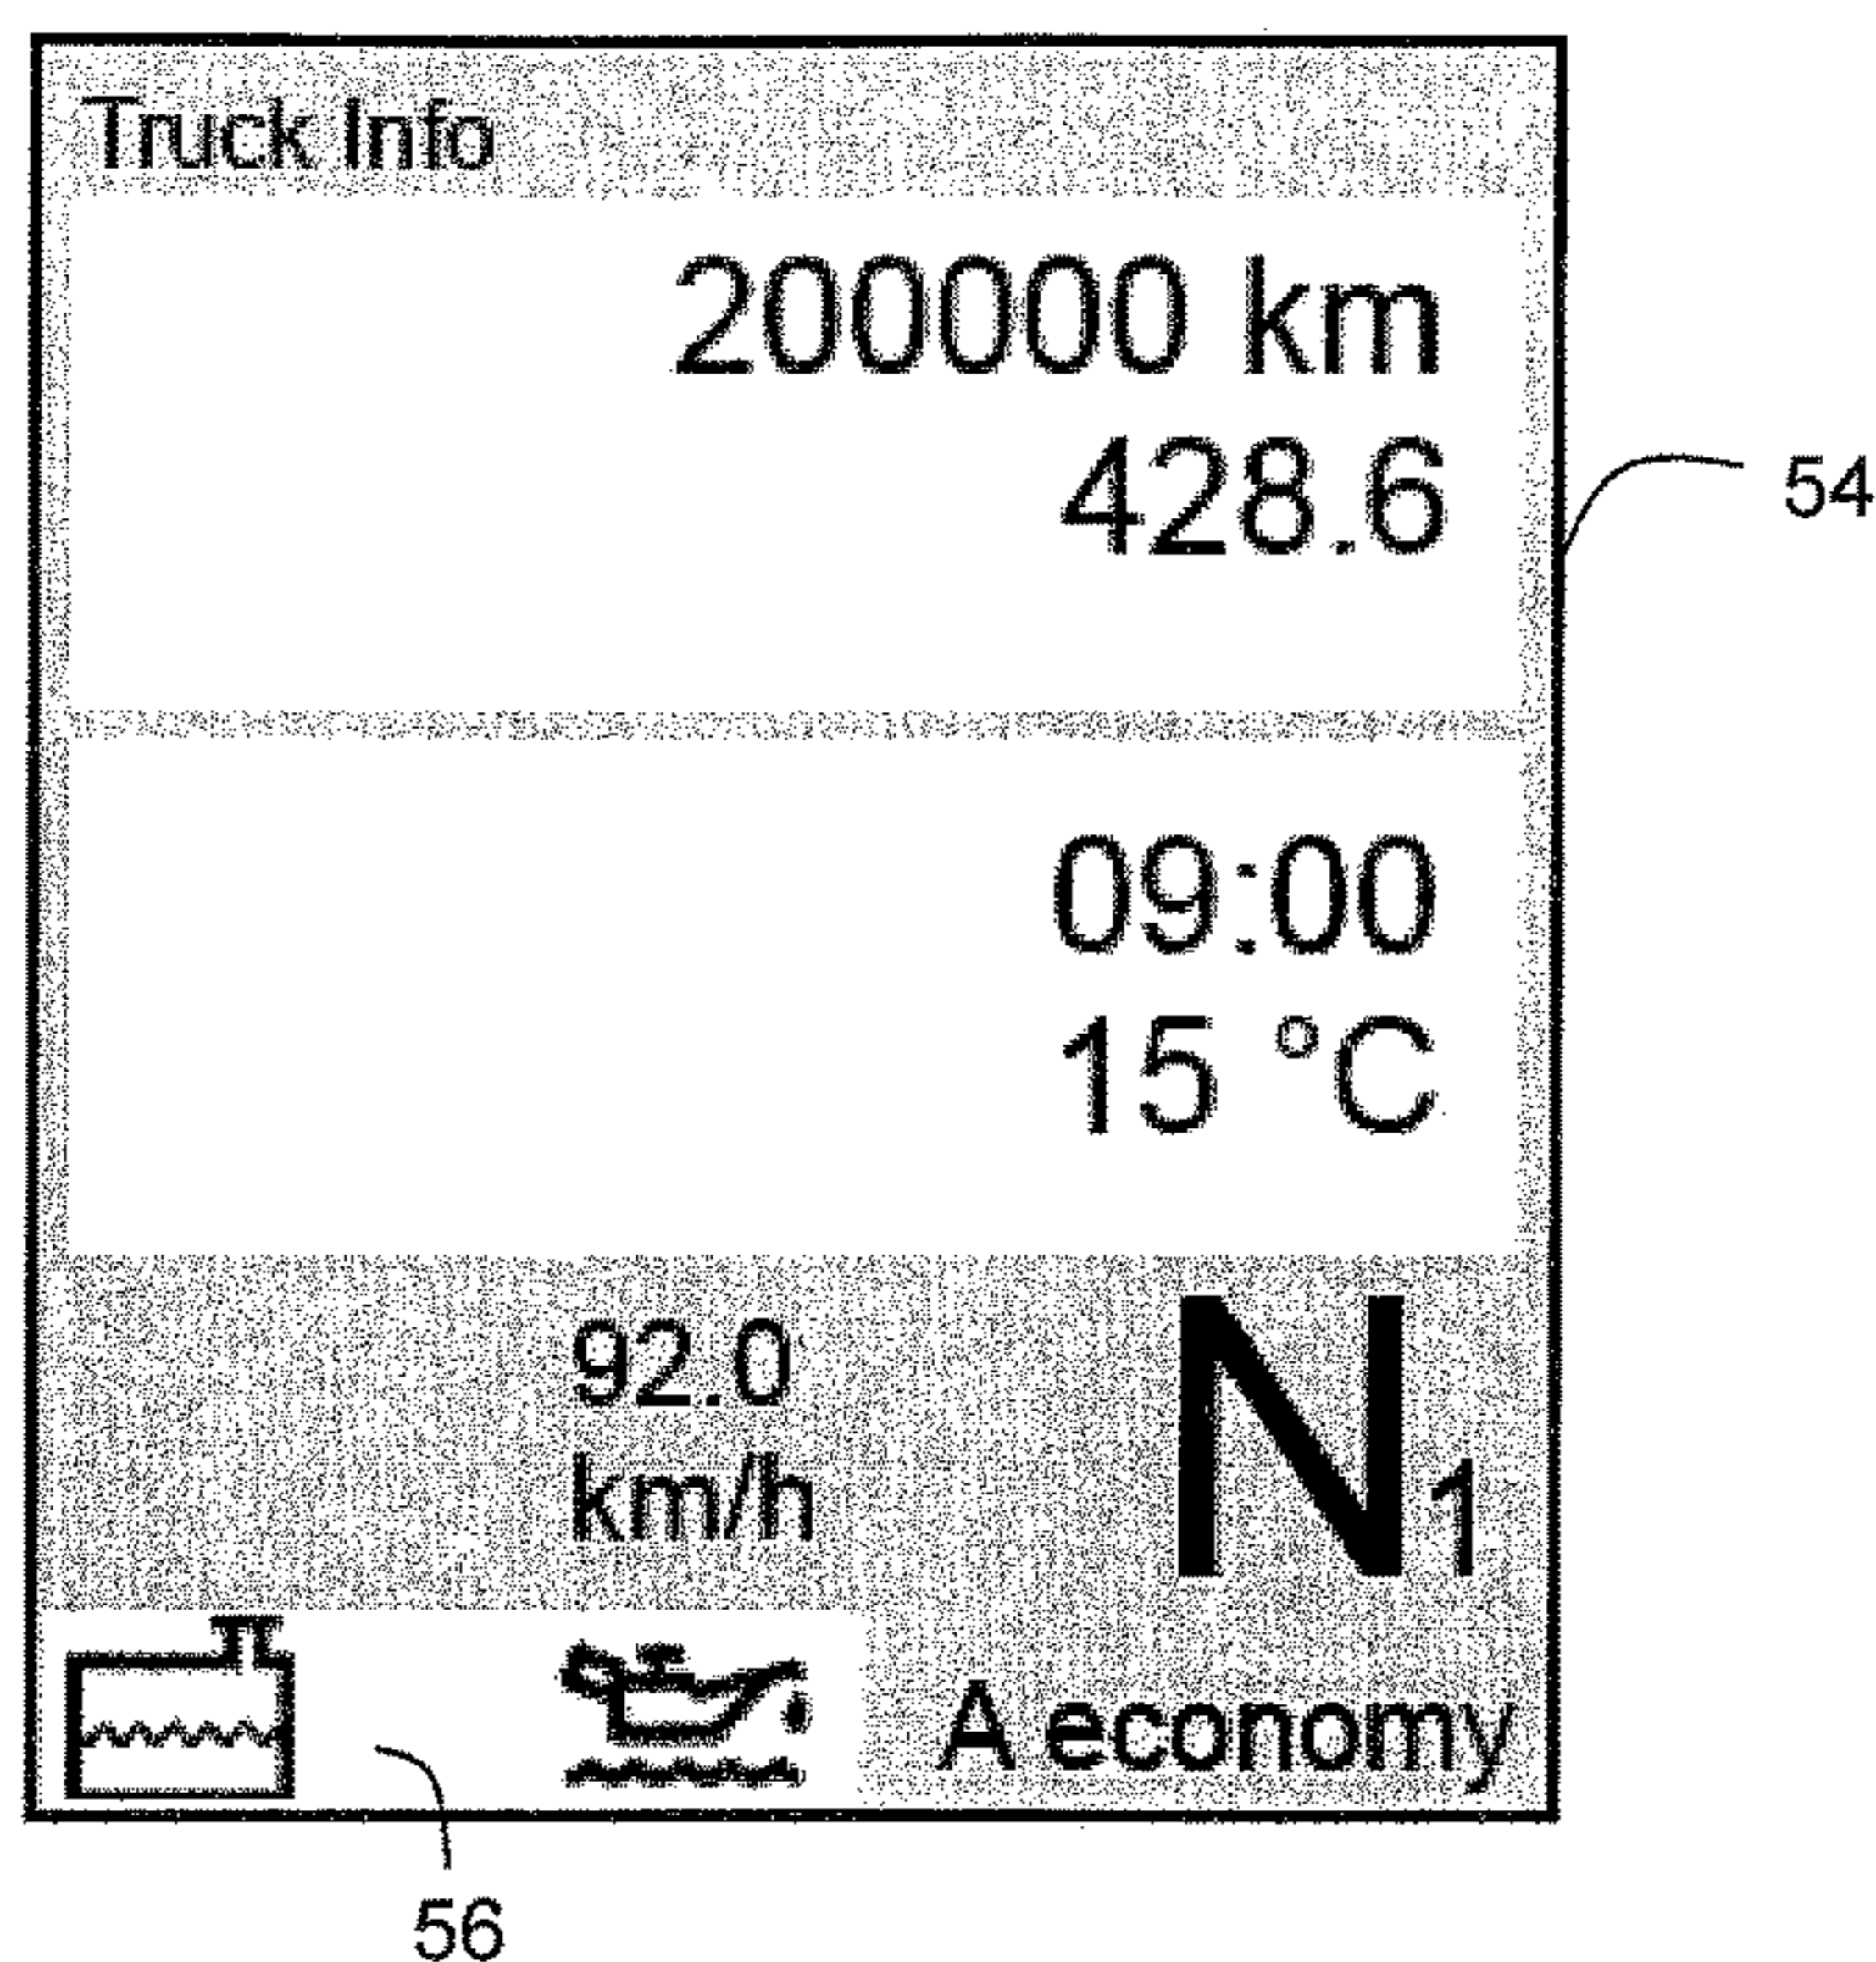 Truck Info
200000 km
428.6
54
09:00
15 °C
92.0
km/h
N1
A economy
56